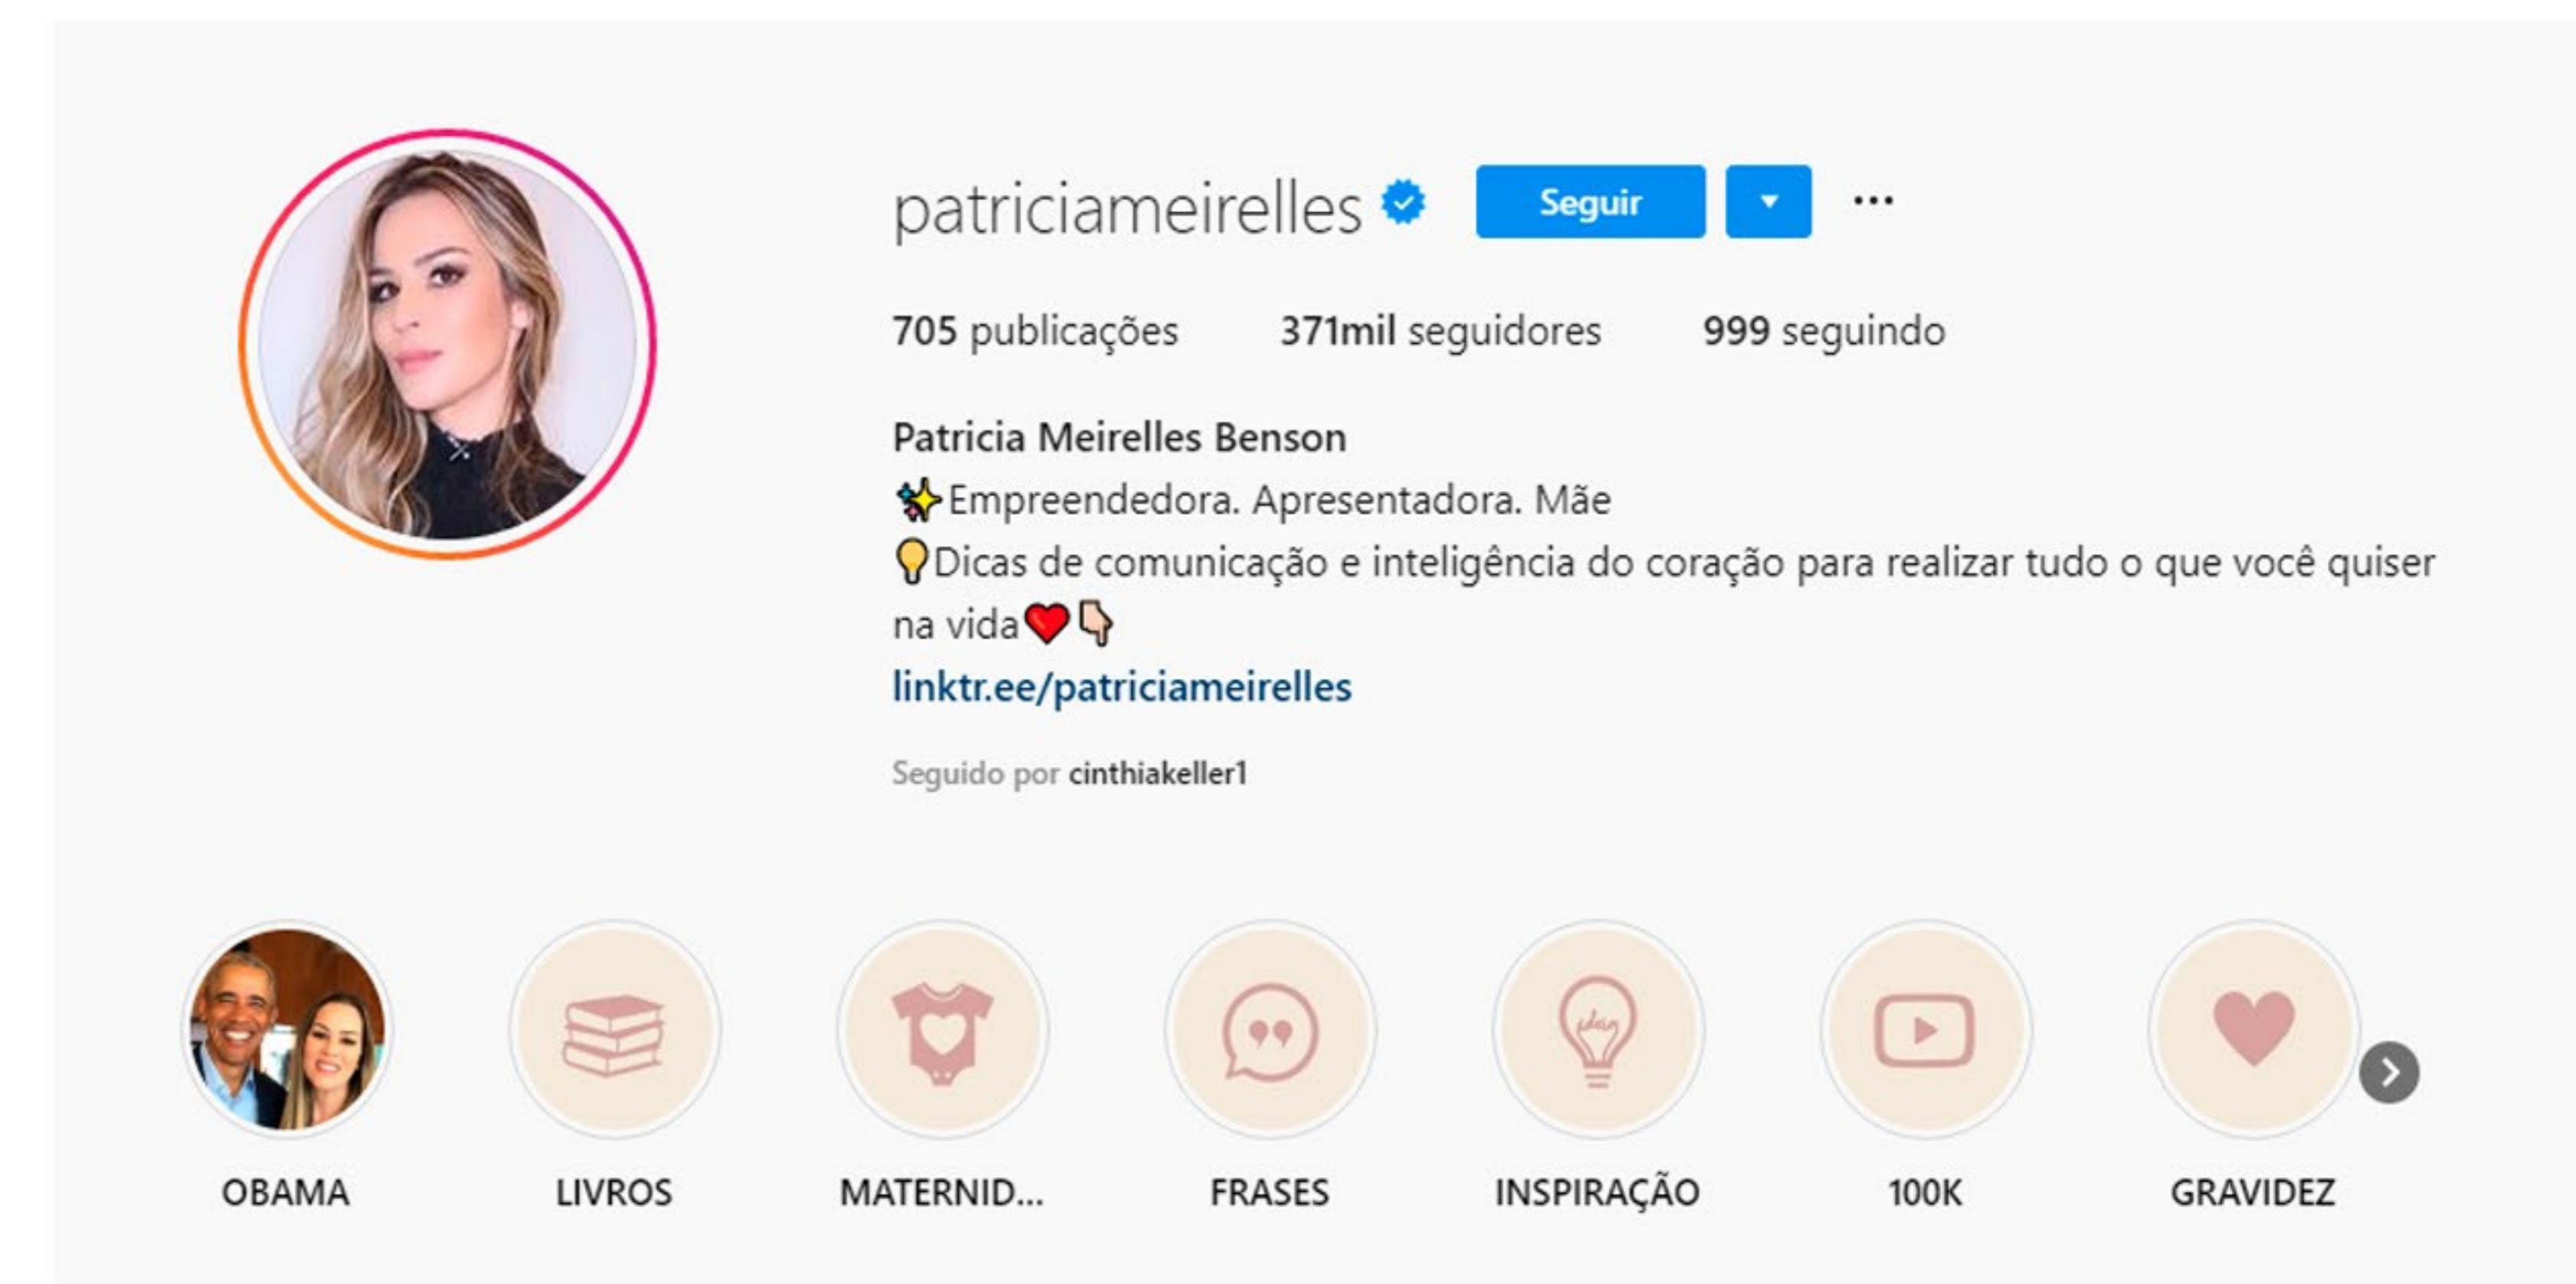 patriciameirelles Seguir ...
705 publicações 371mil seguidores 999 seguindo
Patricia Meirelles Benson
✨Empreendedora. Apresentadora. Mãe
💡Dicas de comunicação e inteligência do coração para realizar tudo o que você quiser
na vida❤️👇🏻
linktr.ee/patriciameirelles
Seguido por cinthiakeller1
OBAMA LIVROS MATERNID... FRASES INSPIRAÇÃO 100K GRAVIDEZ